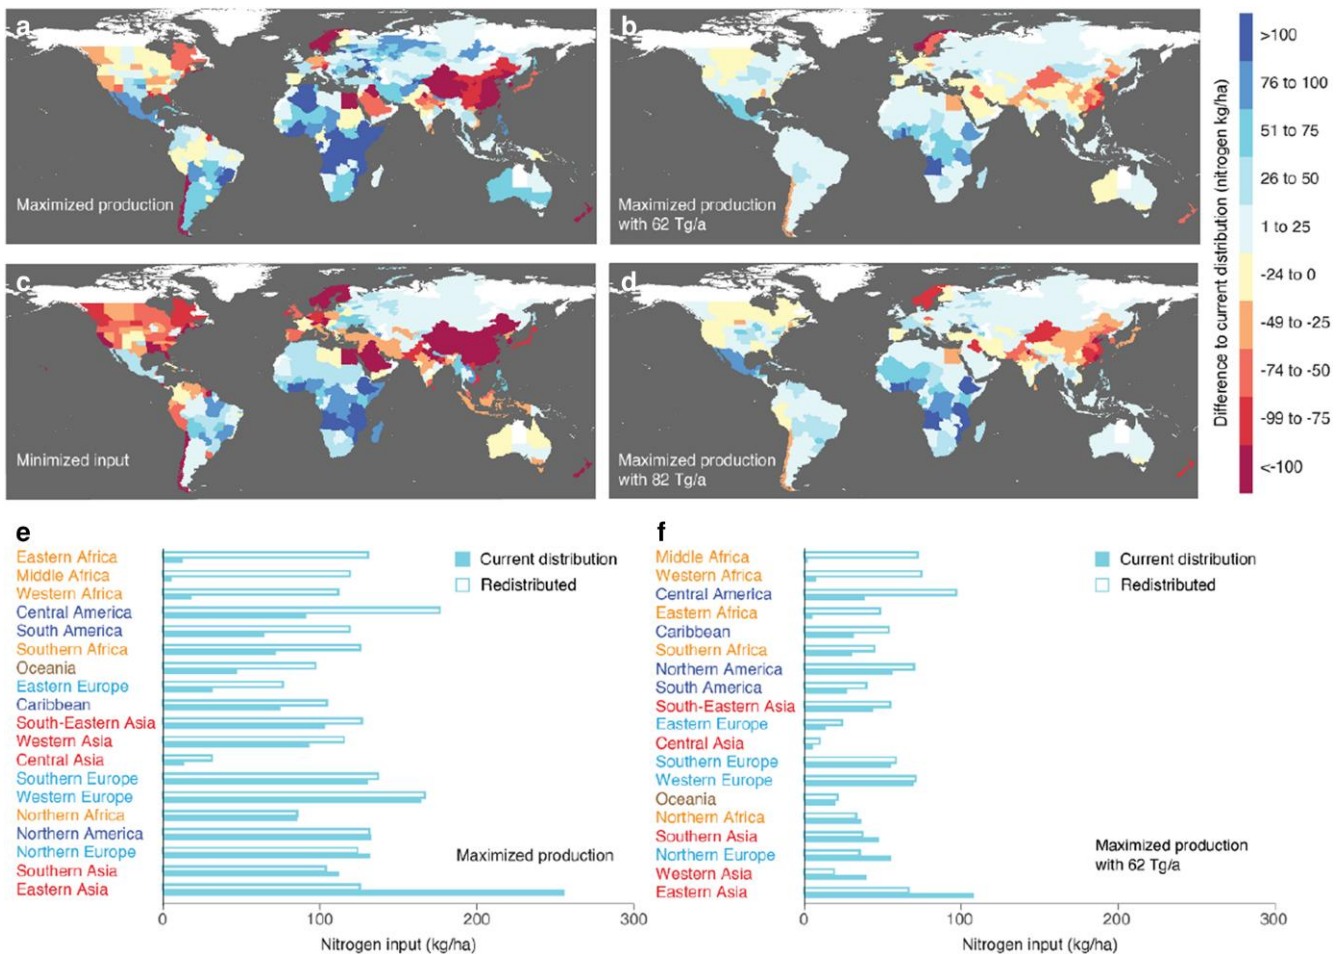 a
Maximized production
b
Maximized production
with 62 Tg/a
c
Minimized input
d
Maximized production
with 82 Tg/a
Difference to current distribution (nitrogen kg/ha)
>100
76 to 100
51 to 75
26 to 50
1 to 25
-24 to 0
-49 to -25
-74 to -50
-99 to -75
<-100
e
Eastern Africa
Middle Africa
Western Africa
Central America
South America
Southern Africa
Oceania
Eastern Europe
Caribbean
South-Eastern Asia
Western Asia
Central Asia
Southern Europe
Western Europe
Northern Africa
Northern America
Northern Europe
Southern Asia
Eastern Asia
Current distribution
Redistributed
Maximized production
0 100 200 300
Nitrogen input (kg/ha)
f
Middle Africa
Western Africa
Central America
Eastern Africa
Caribbean
Southern Africa
Northern America
South America
South-Eastern Asia
Eastern Europe
Central Asia
Southern Europe
Western Europe
Oceania
Northern Africa
Southern Asia
Northern Europe
Western Asia
Eastern Asia
Current distribution
Redistributed
Maximized production
with 62 Tg/a
0 100 200 300
Nitrogen input (kg/ha)